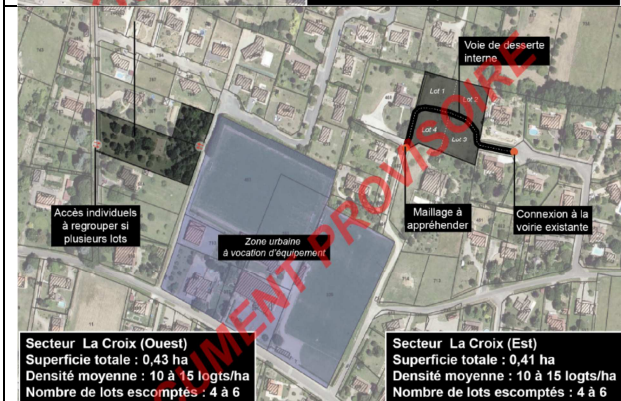 Voie de desserte
interne
Lot 1
Lot 2
Lot 4
Lot 3
Accès individuels
à regrouper si
plusieurs lots
Zone urbaine
à vocation d'équipement
Maillage à
appréhender
Connexion à la
voirie existante
CUMENT PROVISOIRE
Secteur La Croix (Ouest)
Superficie totale : 0,43 ha
Densité moyenne : 10 à 15 logts/ha
Nombre de lots escomptés : 4 à 6
Secteur La Croix (Est)
Superficie totale : 0,41 ha
Densité moyenne : 10 à 15 logts/ha
Nombre de lots escomptés : 4 à 6